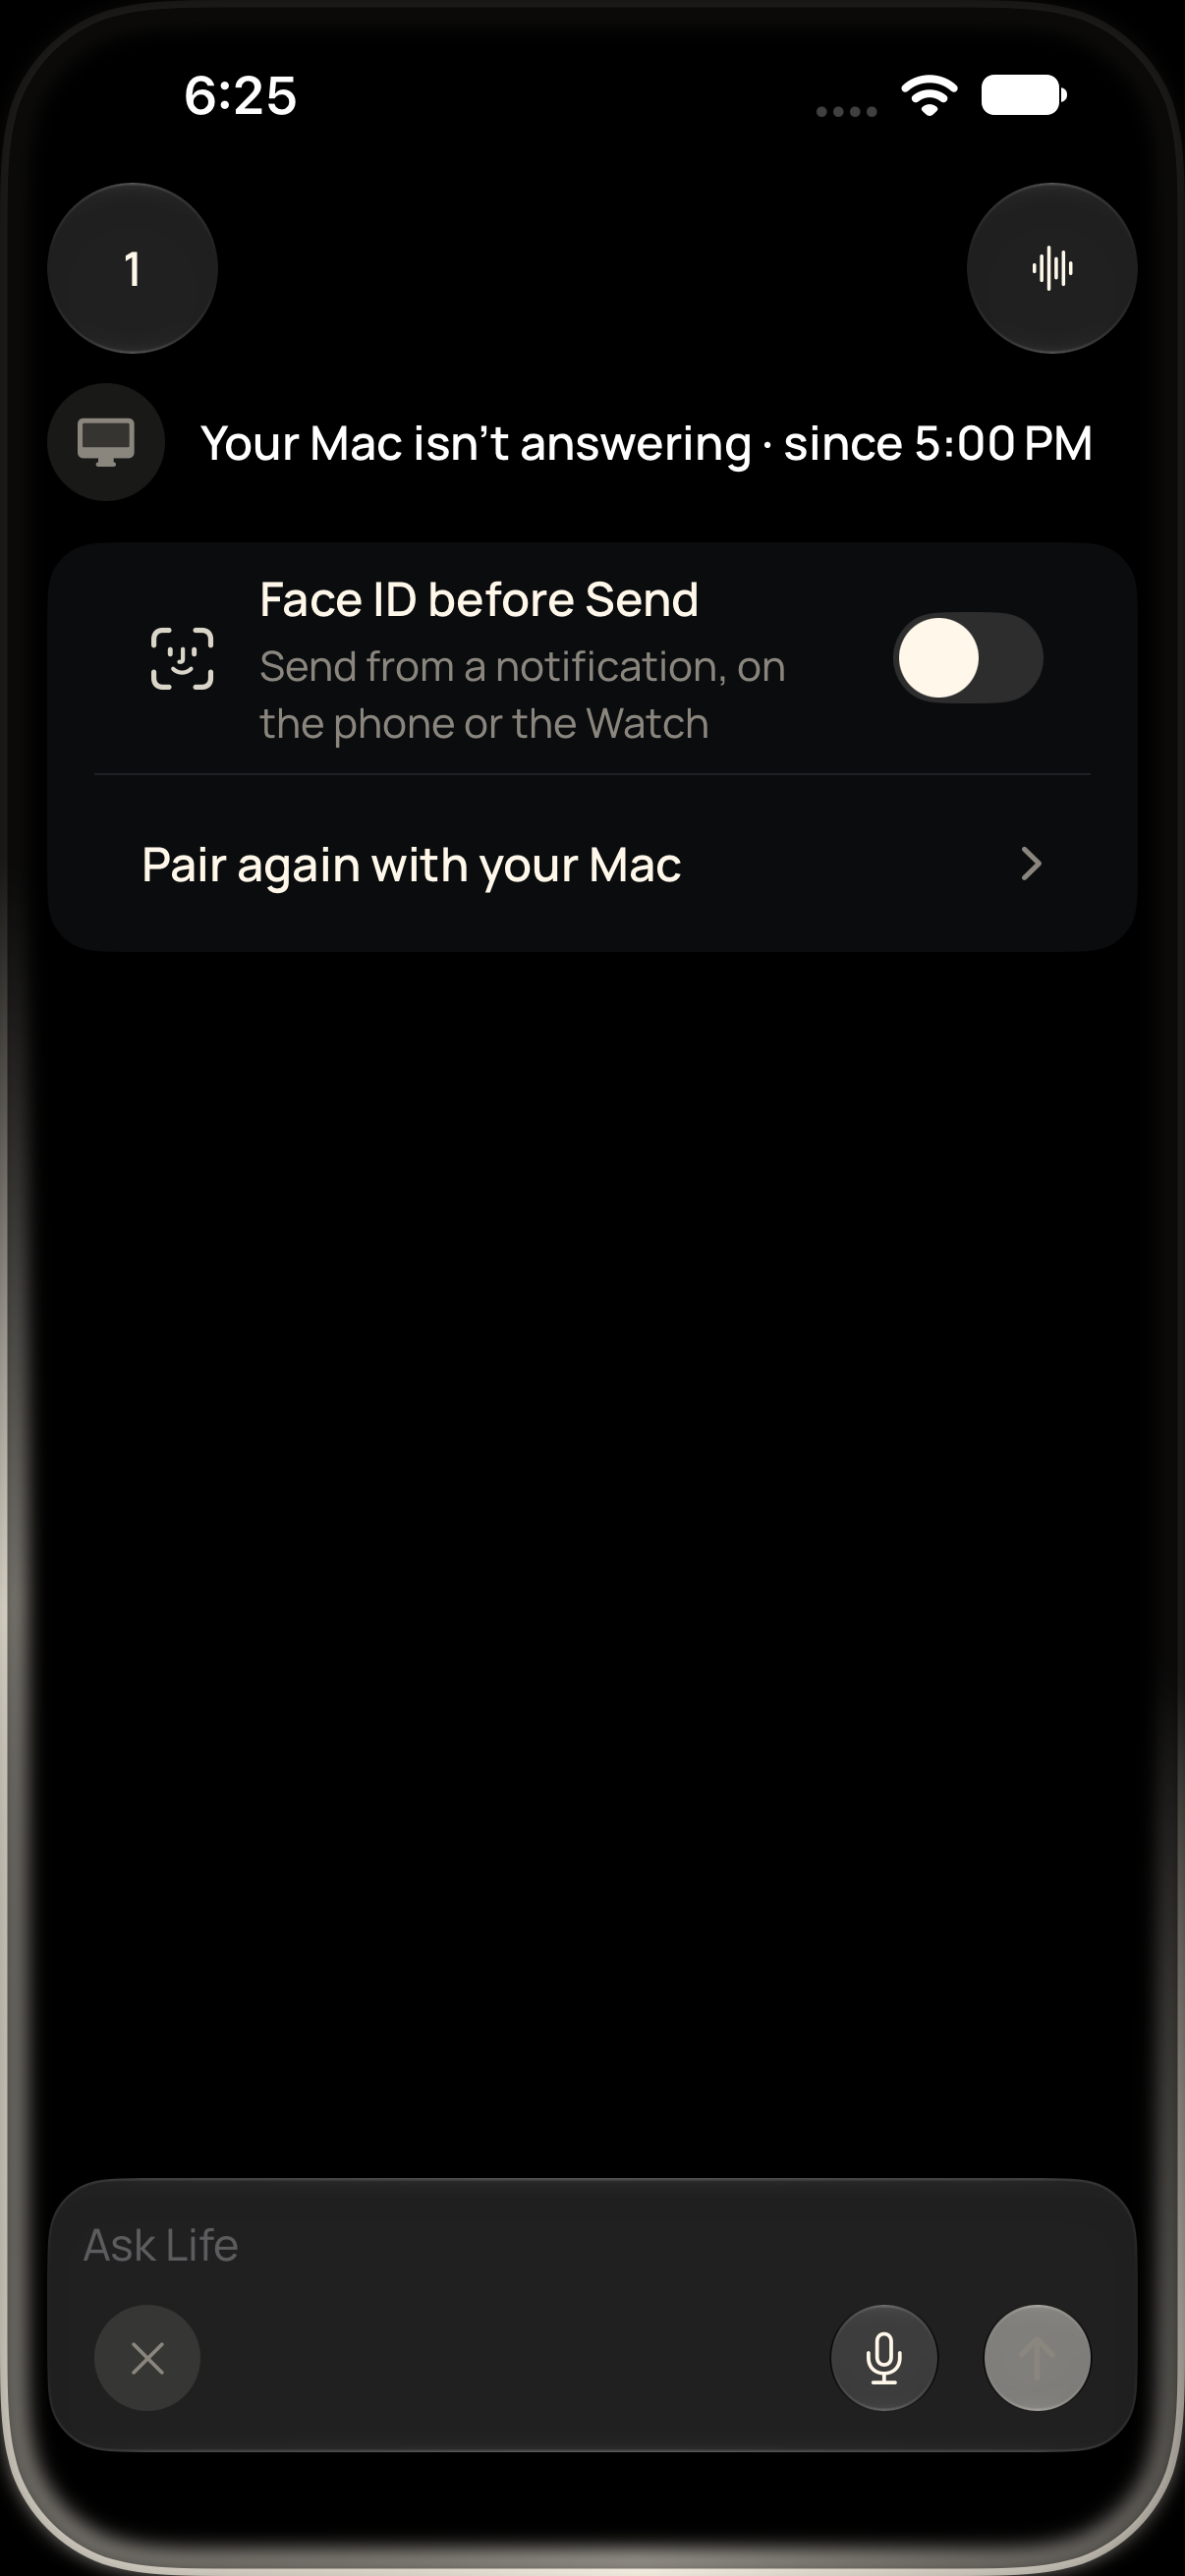 6:25
1
Your Mac isn’t answering · since 5:00 PM
Face ID before Send
Send from a notification, on
the phone or the Watch
Pair again with your Mac
Ask Life